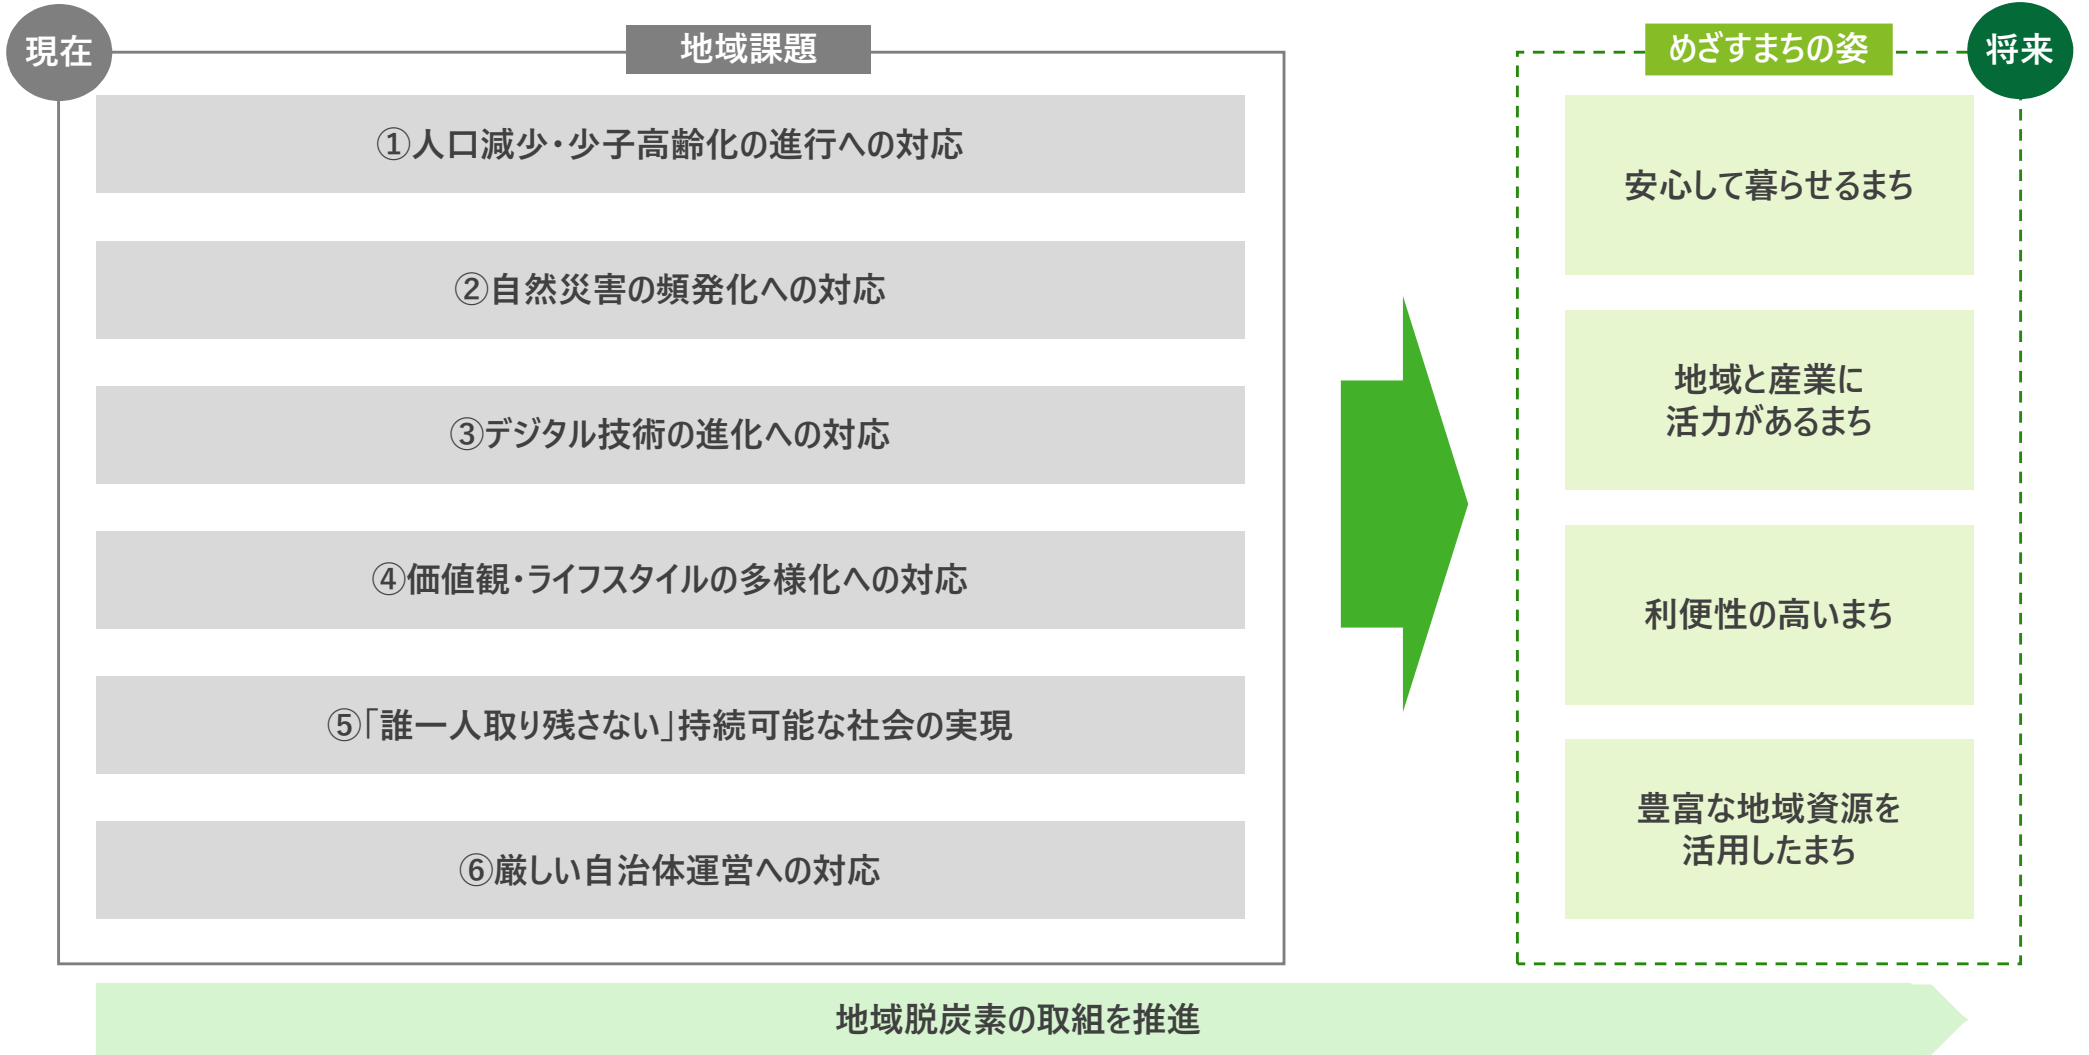 現在
地域課題
①人口減少・少子高齢化の進行への対応
②自然災害の頻発化への対応
③デジタル技術の進化への対応
④価値観・ライフスタイルの多様化への対応
⑤「誰一人取り残さない」持続可能な社会の実現
⑥厳しい自治体運営への対応
めざすまちの姿
将来
安心して暮らせるまち
地域と産業に
活力があるまち
利便性の高いまち
豊富な地域資源を
活用したまち
地域脱炭素の取組を推進